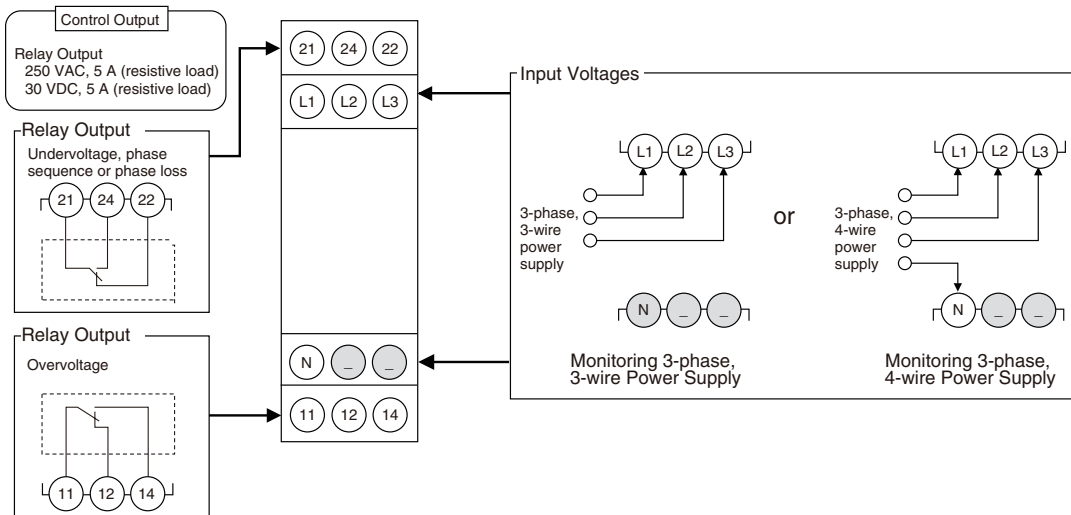 Control Output
Relay Output
250 VAC, 5 A (resistive load)
30 VDC, 5 A (resistive load)
Relay Output
Undervoltage, phase
sequence or phase loss
21 24 22
Relay Output
Overvoltage
11 12 14
21 24 22
L1 L2 L3
N _ _
11 12 14
Input Voltages
L1 L2 L3
3-phase,
3-wire
power
supply
N _ _
Monitoring 3-phase,
3-wire Power Supply
or
L1 L2 L3
3-phase,
4-wire
power
supply
N _ _
Monitoring 3-phase,
4-wire Power Supply